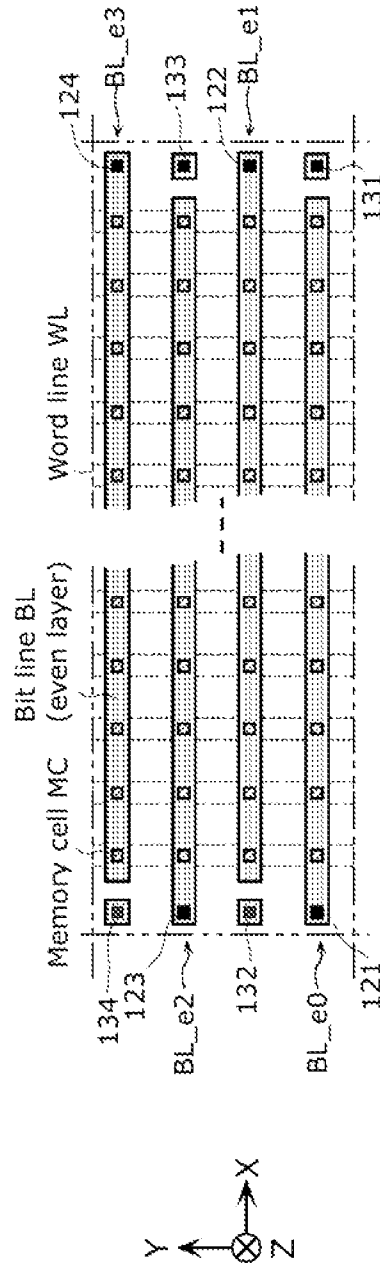 Memory cell MC
Bit line BL
(even layer)
Word line WL
134
123
BL_e2
132
BL_e0
121
124
BL_e3
133
122
BL_e1
131
Y
X
Z